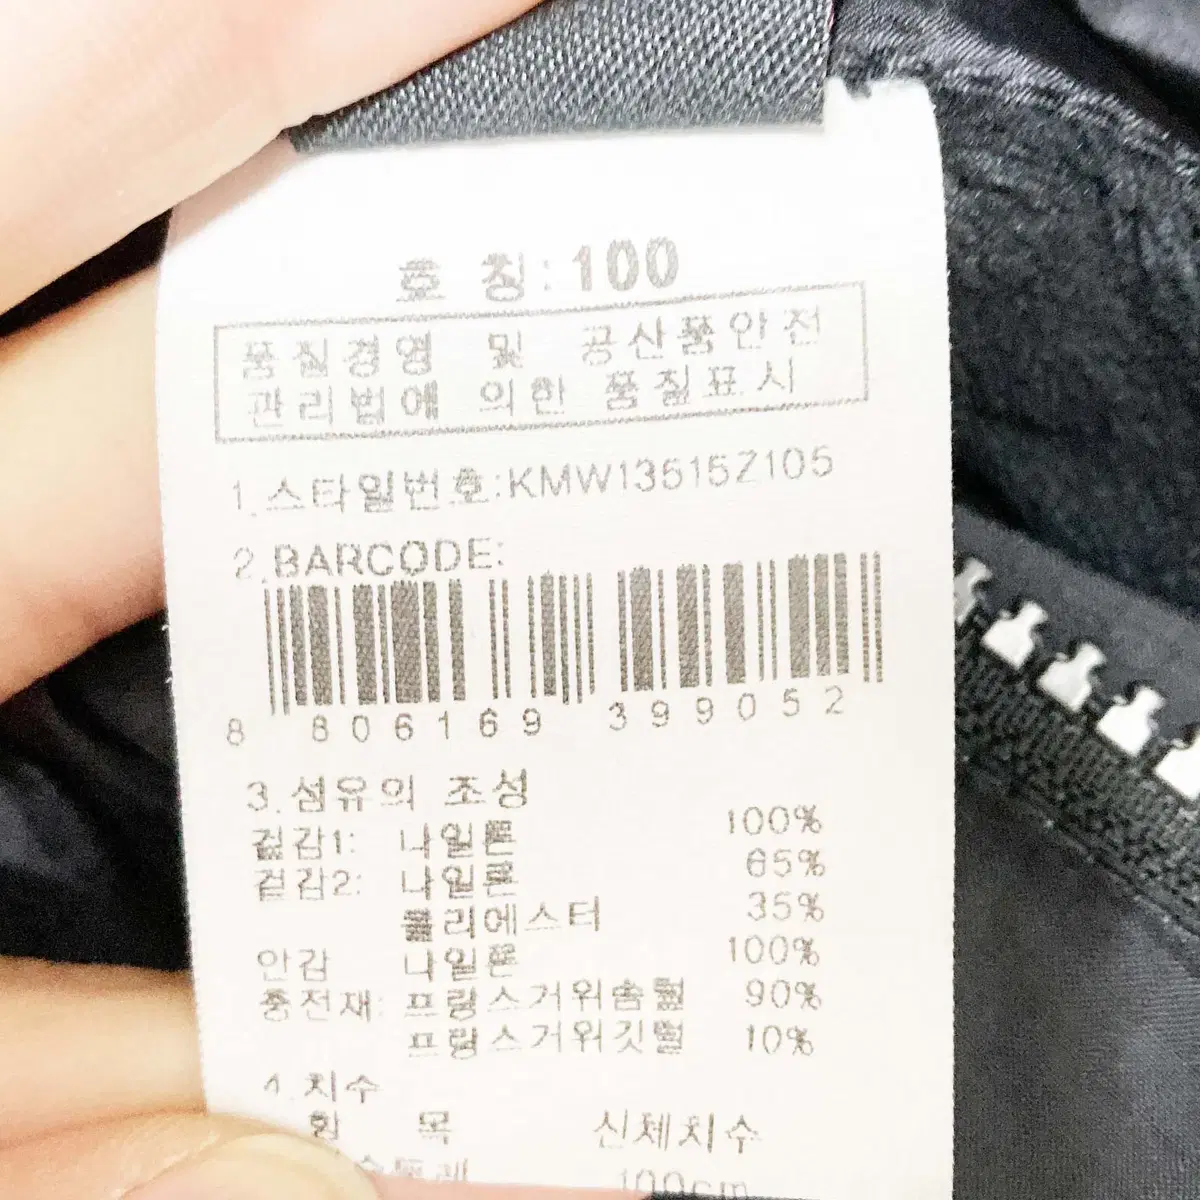 호 칭: 100
품질경영 및 공산품안전
관리법에 의한 품질표시
1.스타일번호:KMW13515Z105
2.BARCODE:
8 806169 399052
3.섬유의 조성
겉감1: 나일론 100%
겉감2: 나일론 65%
폴리에스터 35%
안감 나일론 100%
충전재: 프랑스거위솜털 90%
프랑스거위깃털 10%
4.치수
항 목 신체치수
100cm